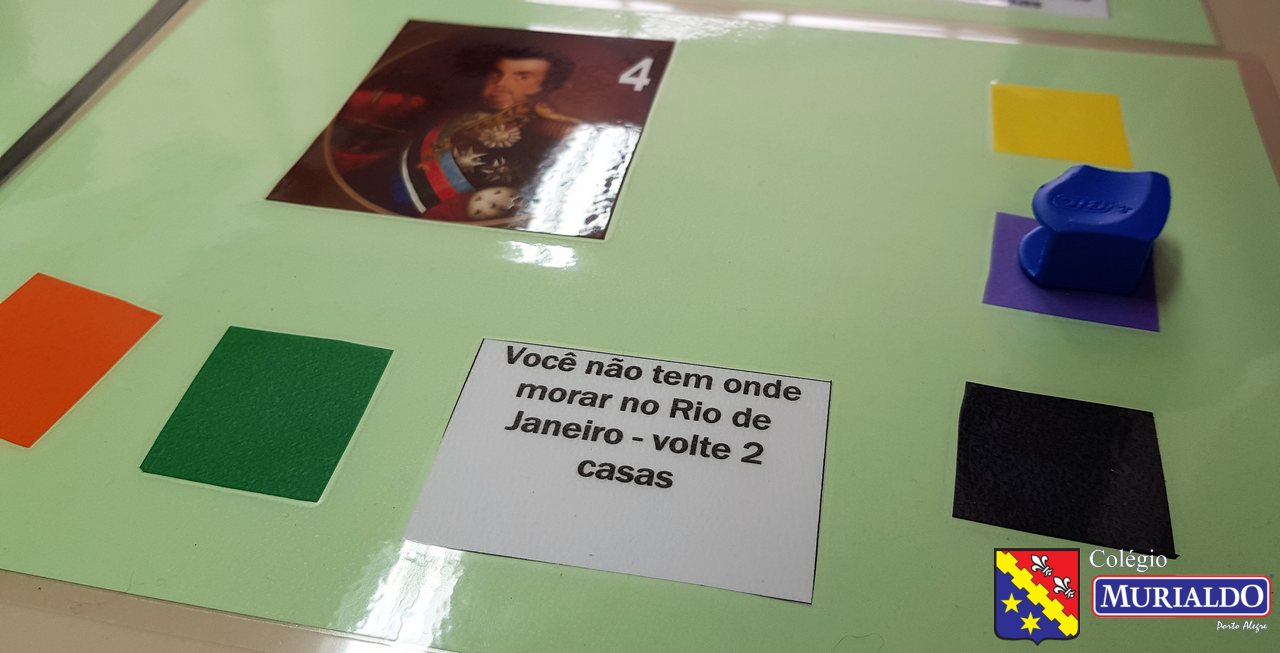 4
Você não tem onde
morar no Rio de
Janeiro - volte 2
casas
Colégio
MURIALDO
Porto Alegre